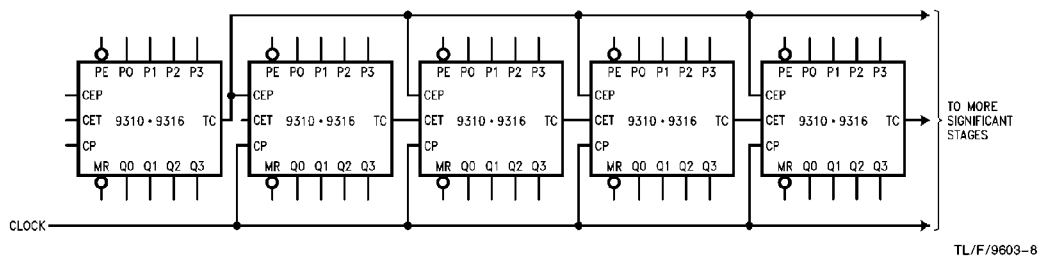 PE P0 P1 P2 P3
CEP
CET 9310 • 9316 TC
CP
MR Q0 Q1 Q2 Q3
PE P0 P1 P2 P3
CEP
CET 9310 • 9316 TC
CP
MR Q0 Q1 Q2 Q3
PE P0 P1 P2 P3
CEP
CET 9310 • 9316 TC
CP
MR Q0 Q1 Q2 Q3
PE P0 P1 P2 P3
CEP
CET 9310 • 9316 TC
CP
MR Q0 Q1 Q2 Q3
PE P0 P1 P2 P3
CEP
CET 9310 • 9316 TC
CP
MR Q0 Q1 Q2 Q3
TO MORE
SIGNIFICANT
STAGES
CLOCK
TL/F/9603–8